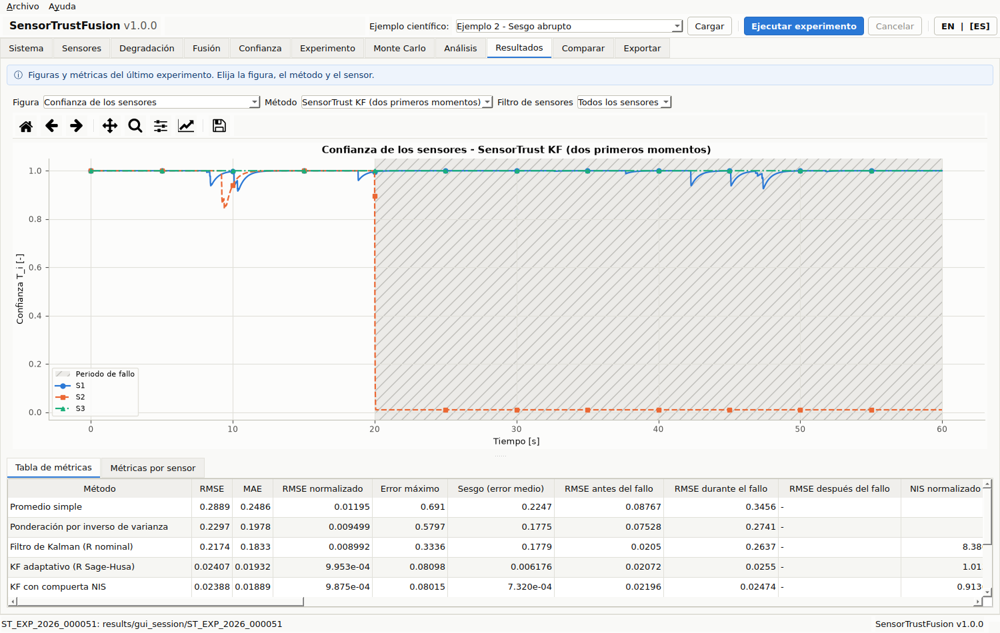 Archivo Ayuda
SensorTrustFusion v1.0.0
Ejemplo científico: Ejemplo 2 - Sesgo abrupto Cargar Ejecutar experimento Cancelar EN | [ES]
Sistema Sensores Degradación Fusión Confianza Experimento Monte Carlo Análisis Resultados Comparar Exportar
Figuras y métricas del último experimento. Elija la figura, el método y el sensor.
Figura Confianza de los sensores Método SensorTrust KF (dos primeros momentos) Filtro de sensores Todos los sensores
Confianza de los sensores - SensorTrust KF (dos primeros momentos)
1.0
0.8
0.6
0.4
0.2
0.0
Confianza T_i [-]
Periodo de fallo
S1
S2
S3
0 10 20 30 40 50 60
Tiempo [s]
Tabla de métricas Métricas por sensor
Método RMSE MAE RMSE normalizado Error máximo Sesgo (error medio) RMSE antes del fallo RMSE durante el fallo RMSE después del fallo NIS normalizado
Promedio simple 0.2889 0.2486 0.01195 0.691 0.2247 0.08767 0.3456 -
Ponderación por inverso de varianza 0.2297 0.1978 0.009499 0.5797 0.1775 0.07528 0.2741 -
Filtro de Kalman (R nominal) 0.2174 0.1833 0.008992 0.3336 0.1779 0.0205 0.2637 - 8.38
KF adaptativo (R Sage-Husa) 0.02407 0.01932 9.953e-04 0.08098 0.006176 0.02072 0.0255 - 1.01
KF con compuerta NIS 0.02388 0.01889 9.875e-04 0.08015 7.320e-04 0.02196 0.02474 - 0.913
ST_EXP_2026_000051: results/gui_session/ST_EXP_2026_000051 SensorTrustFusion v1.0.0